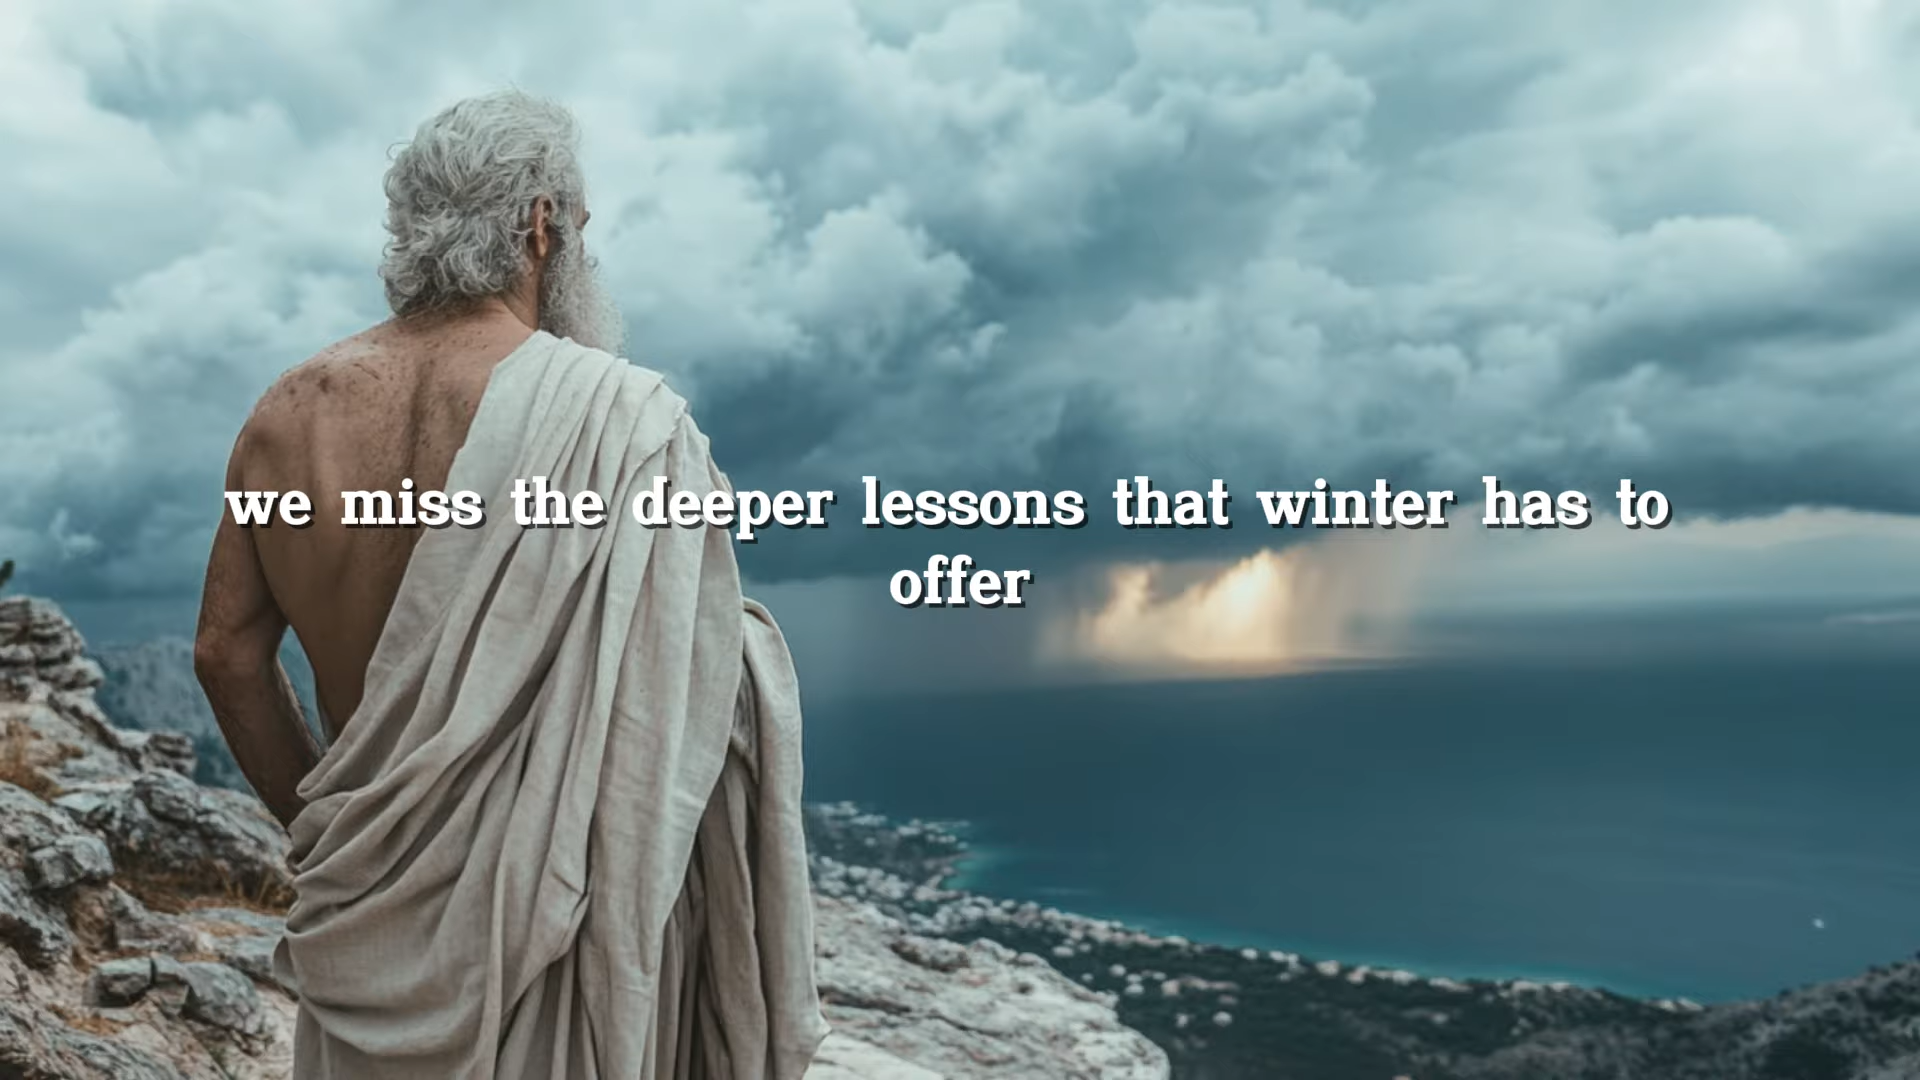 we miss the deeper lessons that winter has to
offer